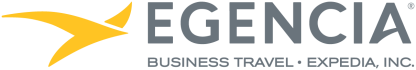 EGENCIA®
BUSINESS TRAVEL • EXPEDIA, INC.